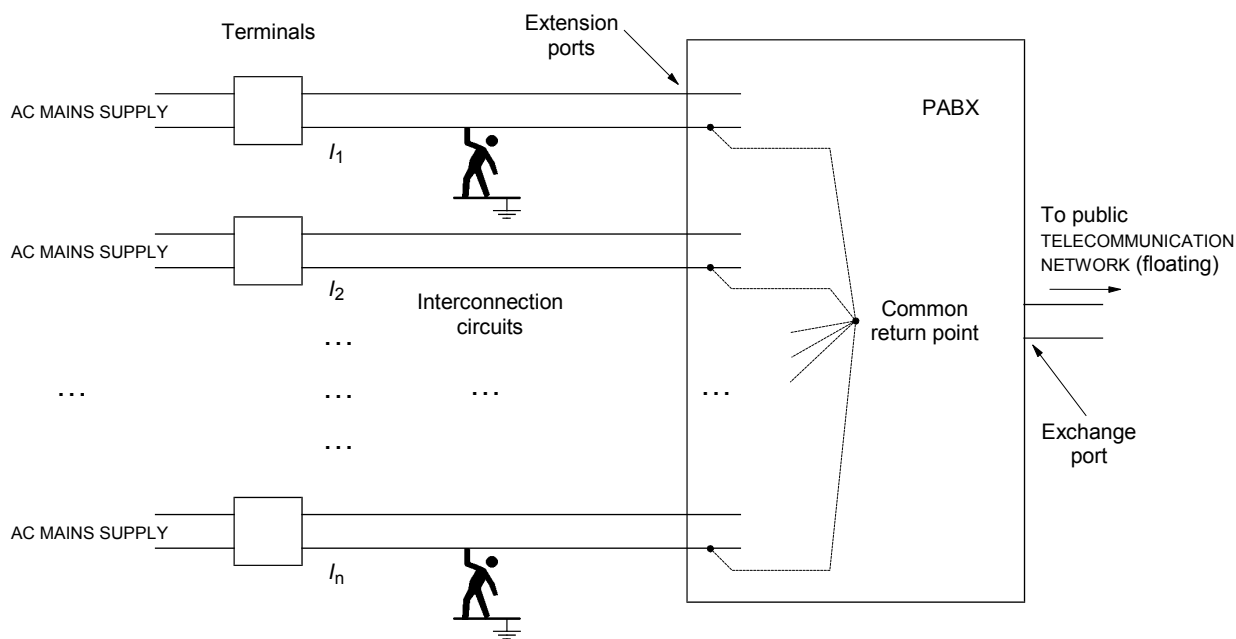 Terminals
Extension
ports
AC MAINS SUPPLY
I1
PABX
AC MAINS SUPPLY
I2
Interconnection
circuits
Common
return point
To public
TELECOMMUNICATION
NETWORK (floating)
...
...
...
...
...
...
Exchange
port
AC MAINS SUPPLY
In